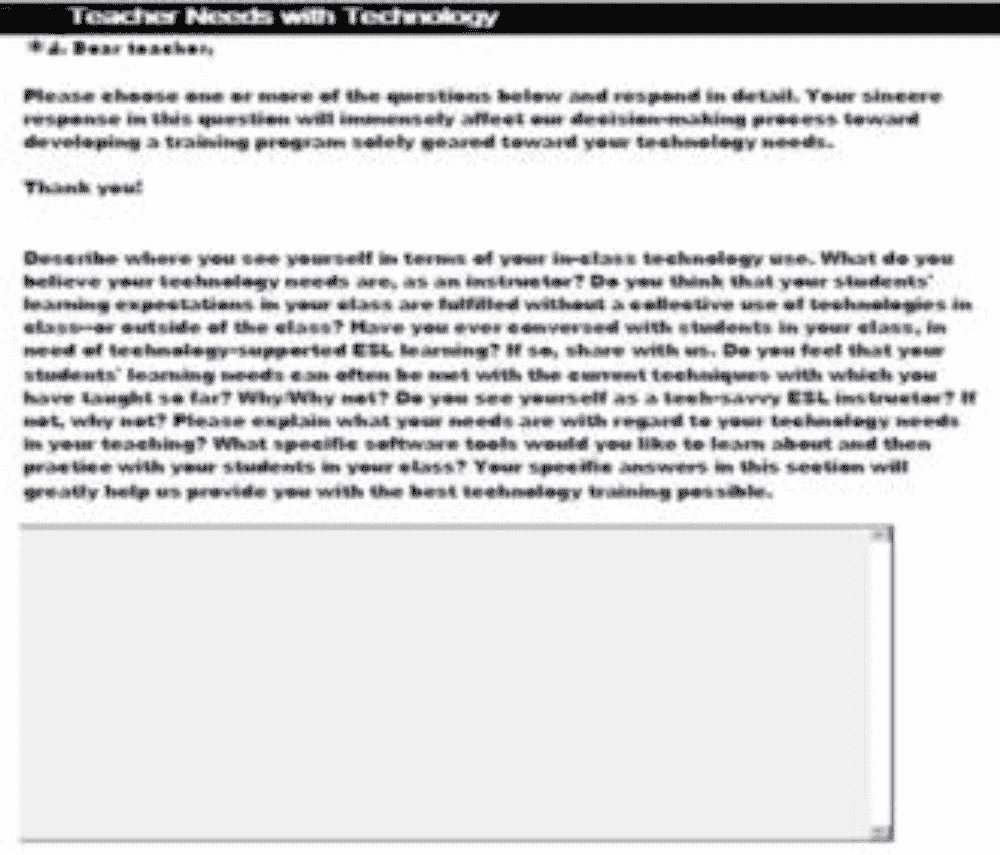 Teacher Needs with Technology
Dear teacher,
Please choose one or more of the questions below and respond in detail. Your sincere
response in this question will immensely affect our decision-making process toward
developing a training program solely geared toward your technology needs.
Thank you!
Describe where you see yourself in terms of your in-class technology use. What do you
believe your technology needs are, as an instructor? Do you think that your students'
learning expectations in your class are fulfilled without a collective use of technologies in
class--or outside of the class? Have you ever conversed with students in your class, in
need of technology-supported ESL learning? If so, share with us. Do you feel that your
students' learning needs can often be met with the current techniques with which you
have taught so far? Why/Why not? Do you see yourself as a tech-savvy ESL instructor? If
not, why not? Please explain what your needs are with regard to your technology needs
in your teaching? What specific software tools would you like to learn about and then
practice with your students in your class? Your specific answers in this section will
greatly help us provide you with the best technology training possible.